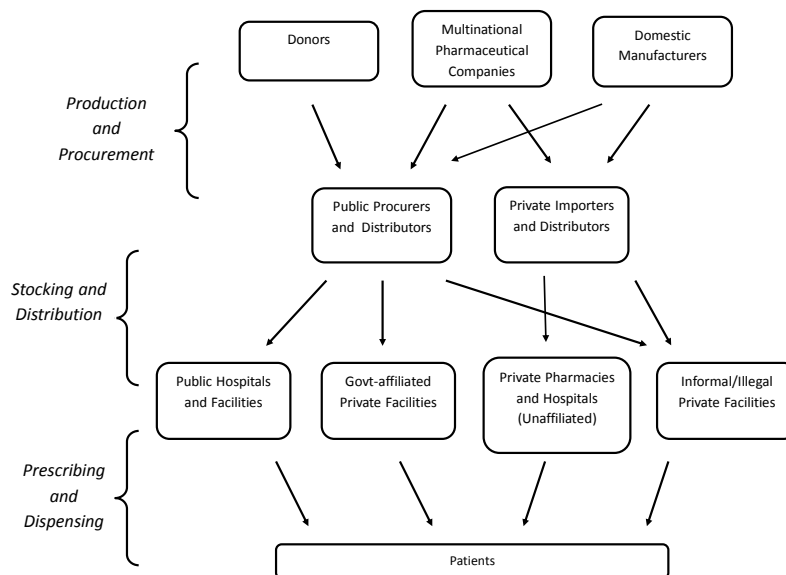 Donors
Multinational
Pharmaceutical
Companies
Domestic
Manufacturers
Production
and
Procurement
Public Procurers
and Distributors
Private Importers
and Distributors
Stocking and
Distribution
Public Hospitals
and Facilities
Govt-affiliated
Private Facilities
Private Pharmacies
and Hospitals
(Unaffiliated)
Informal/Illegal
Private Facilities
Prescribing
and
Dispensing
Patients